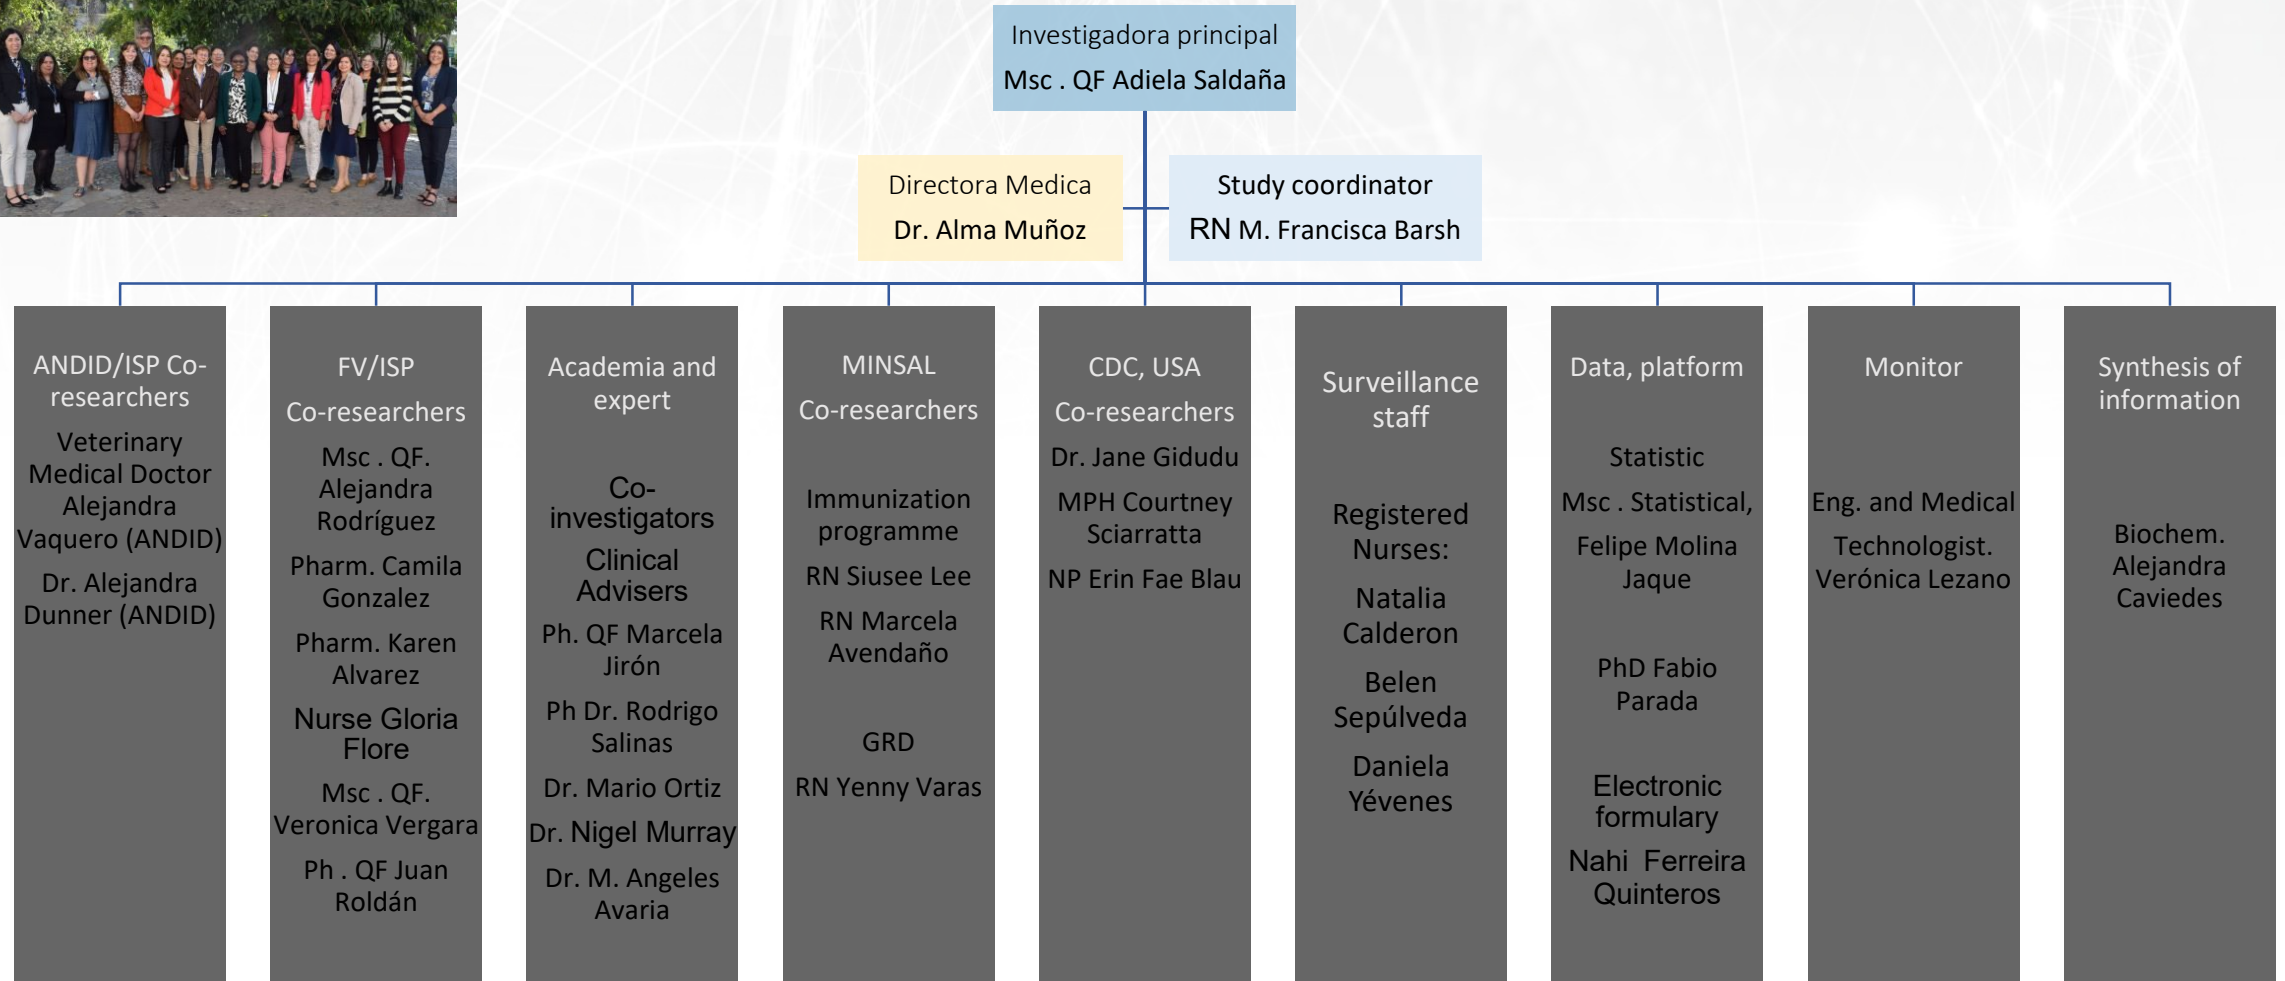 Investigadora principal
Msc . QF Adiela Saldaña
Directora Medica
Dr. Alma Muñoz
Study coordinator
RN M. Francisca Barsh
ANDID/ISP Co-
researchers
Veterinary
Medical Doctor
Alejandra
Vaquero (ANDID)
Dr. Alejandra
Dunner (ANDID)
FV/ISP
Co-researchers
Msc . QF.
Alejandra
Rodríguez
Pharm. Camila
Gonzalez
Pharm. Karen
Alvarez
Nurse Gloria
Flore
Msc . QF.
Veronica Vergara
Ph . QF Juan
Roldán
Academia and
expert
Co-
investigators
Clinical
Advisers
Ph. QF Marcela
Jirón
Ph Dr. Rodrigo
Salinas
Dr. Mario Ortiz
Dr. Nigel Murray
Dr. M. Angeles
Avaria
MINSAL
Co-researchers
Immunization
programme
RN Siusee Lee
RN Marcela
Avendaño
GRD
RN Yenny Varas
CDC, USA
Co-researchers
Dr. Jane Gidudu
MPH Courtney
Sciarratta
NP Erin Fae Blau
Surveillance
staff
Registered
Nurses:
Natalia
Calderon
Belen
Sepúlveda
Daniela
Yévenes
Data, platform
Statistic
Msc . Statistical,
Felipe Molina
Jaque
PhD Fabio
Parada
Electronic
formulary
Nahi  Ferreira
Quinteros
Monitor
Eng. and Medical
Technologist.
Verónica Lezano
Synthesis of
information
Biochem.
Alejandra
Caviedes